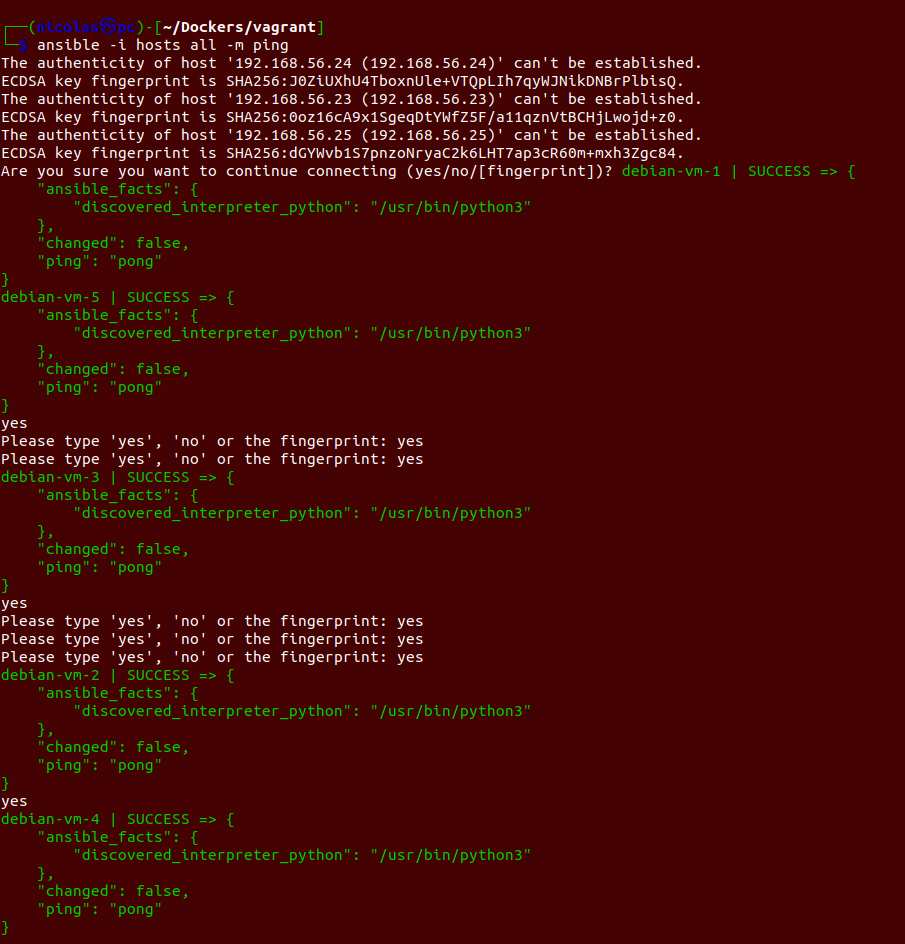 ┌──(nicolas㉿pc)-[~/Dockers/vagrant]
└─$ ansible -i hosts all -m ping
The authenticity of host '192.168.56.24 (192.168.56.24)' can't be established.
ECDSA key fingerprint is SHA256:J0ZiUXhU4TboxnUle+VTQpLIh7qyWJNikDNBrPlbisQ.
The authenticity of host '192.168.56.23 (192.168.56.23)' can't be established.
ECDSA key fingerprint is SHA256:0oz16cA9x1SgeqDtYWfZ5F/a11qznVtBCHjLwojd+z0.
The authenticity of host '192.168.56.25 (192.168.56.25)' can't be established.
ECDSA key fingerprint is SHA256:dGYWvb1S7pnzoNryaC2k6LHT7ap3cR60m+mxh3Zgc84.
Are you sure you want to continue connecting (yes/no/[fingerprint])? debian-vm-1 | SUCCESS => {
    "ansible_facts": {
        "discovered_interpreter_python": "/usr/bin/python3"
    },
    "changed": false,
    "ping": "pong"
}
debian-vm-5 | SUCCESS => {
    "ansible_facts": {
        "discovered_interpreter_python": "/usr/bin/python3"
    },
    "changed": false,
    "ping": "pong"
}
yes
Please type 'yes', 'no' or the fingerprint: yes
Please type 'yes', 'no' or the fingerprint: yes
debian-vm-3 | SUCCESS => {
    "ansible_facts": {
        "discovered_interpreter_python": "/usr/bin/python3"
    },
    "changed": false,
    "ping": "pong"
}
yes
Please type 'yes', 'no' or the fingerprint: yes
Please type 'yes', 'no' or the fingerprint: yes
Please type 'yes', 'no' or the fingerprint: yes
debian-vm-2 | SUCCESS => {
    "ansible_facts": {
        "discovered_interpreter_python": "/usr/bin/python3"
    },
    "changed": false,
    "ping": "pong"
}
yes
debian-vm-4 | SUCCESS => {
    "ansible_facts": {
        "discovered_interpreter_python": "/usr/bin/python3"
    },
    "changed": false,
    "ping": "pong"
}